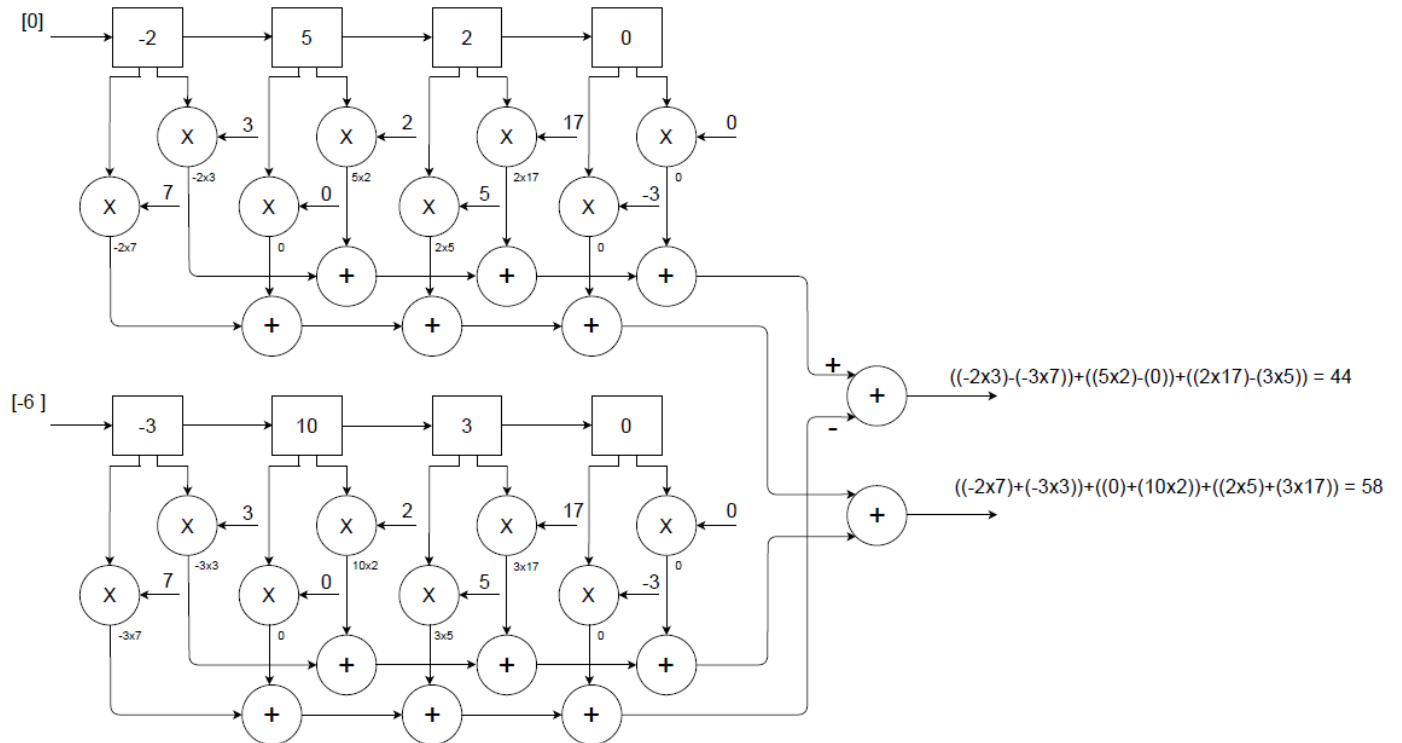 [0]
-2 5 2 0
X 3 X 2 X 17 X 0
-2x3 5x2 2x17 0
X 7 X 0 X 5 X -3
-2x7 0 2x5 0
+ + +
+ + +
+
+ ((-2x3)-(-3x7))+((5x2)-(0))+((2x17)-(3x5)) = 44
-
[-6 ]
-3 10 3 0
+ ((-2x7)+(-3x3))+((0)+(10x2))+((2x5)+(3x17)) = 58
X 3 X 2 X 17 X 0
-3x3 10x2 3x17 0
X 7 X 0 X 5 X -3
-3x7 0 3x5 0
+ + +
+ + +